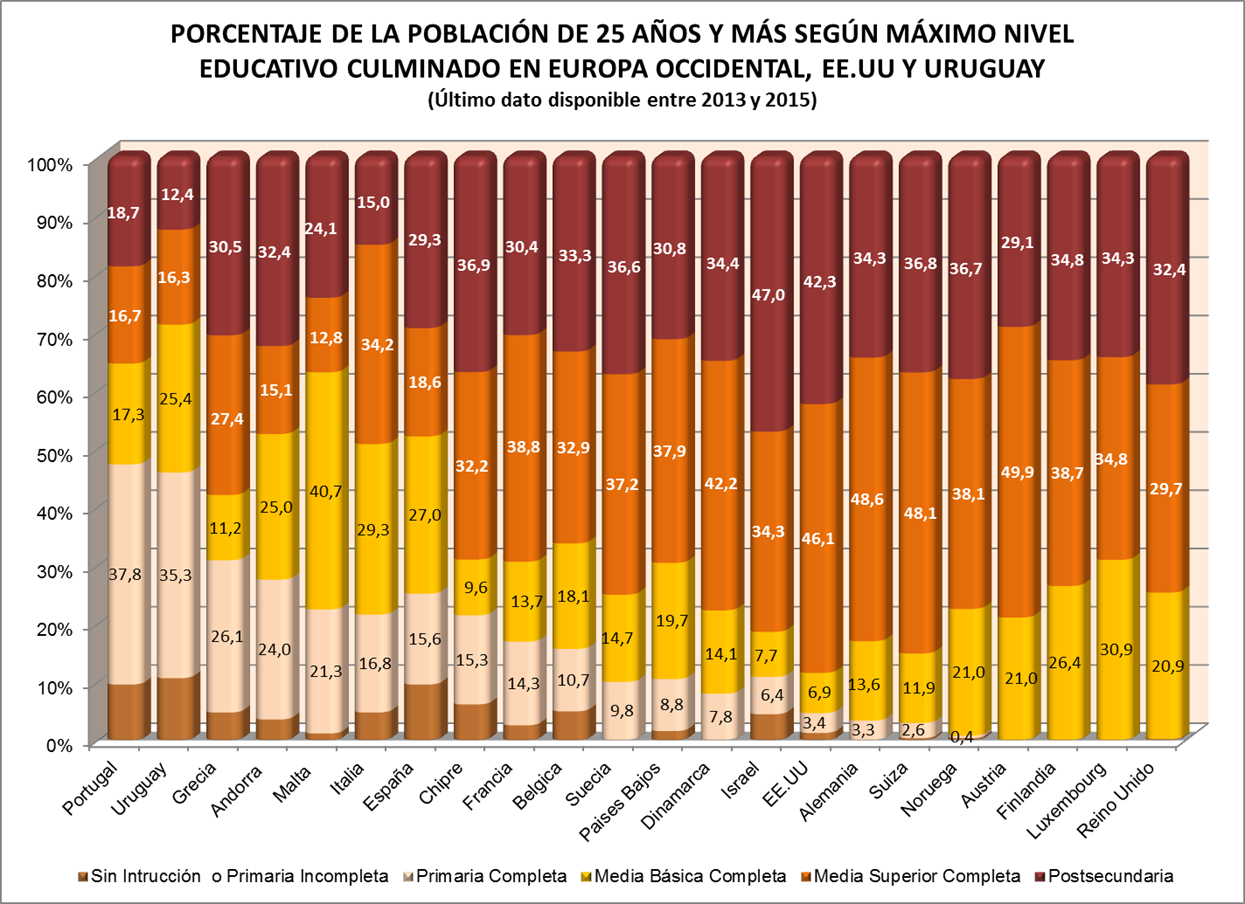 PORCENTAJE DE LA POBLACIÓN DE 25 AÑOS Y MÁS SEGÚN MÁXIMO NIVEL
EDUCATIVO CULMINADO EN EUROPA OCCIDENTAL, EE.UU Y URUGUAY
(Último dato disponible entre 2013 y 2015)
100%
90%
80%
70%
60%
50%
40%
30%
20%
10%
0%
18,7 12,4 30,5 32,4 24,1 15,0 29,3 36,9 30,4 33,3 36,6 30,8 34,4 47,0 42,3 34,3 36,8 36,7 29,1 34,8 34,3 32,4
16,7 16,3 27,4 15,1 12,8 34,2 18,6 32,2 38,8 32,9 37,2 37,9 42,2 34,3 46,1 48,6 48,1 38,1 49,9 38,7 34,8 29,7
17,3 25,4 11,2 25,0 40,7 29,3 27,0 9,6 13,7 18,1 14,7 19,7 14,1 7,7 6,9 13,6 11,9 21,0 21,0 26,4 30,9 20,9
37,8 35,3 26,1 24,0 21,3 16,8 15,6 15,3 14,3 10,7 9,8 8,8 7,8 6,4 3,4 3,3 2,6 0,4
Portugal
Uruguay
Grecia
Andorra
Malta
Italia
España
Chipre
Francia
Belgica
Suecia
Paises Bajos
Dinamarca
Israel
EE.UU
Alemania
Suiza
Noruega
Austria
Finlandia
Luxembourg
Reino Unido
Sin Intrucción o Primaria Incompleta Primaria Completa Media Básica Completa Media Superior Completa Postsecundaria